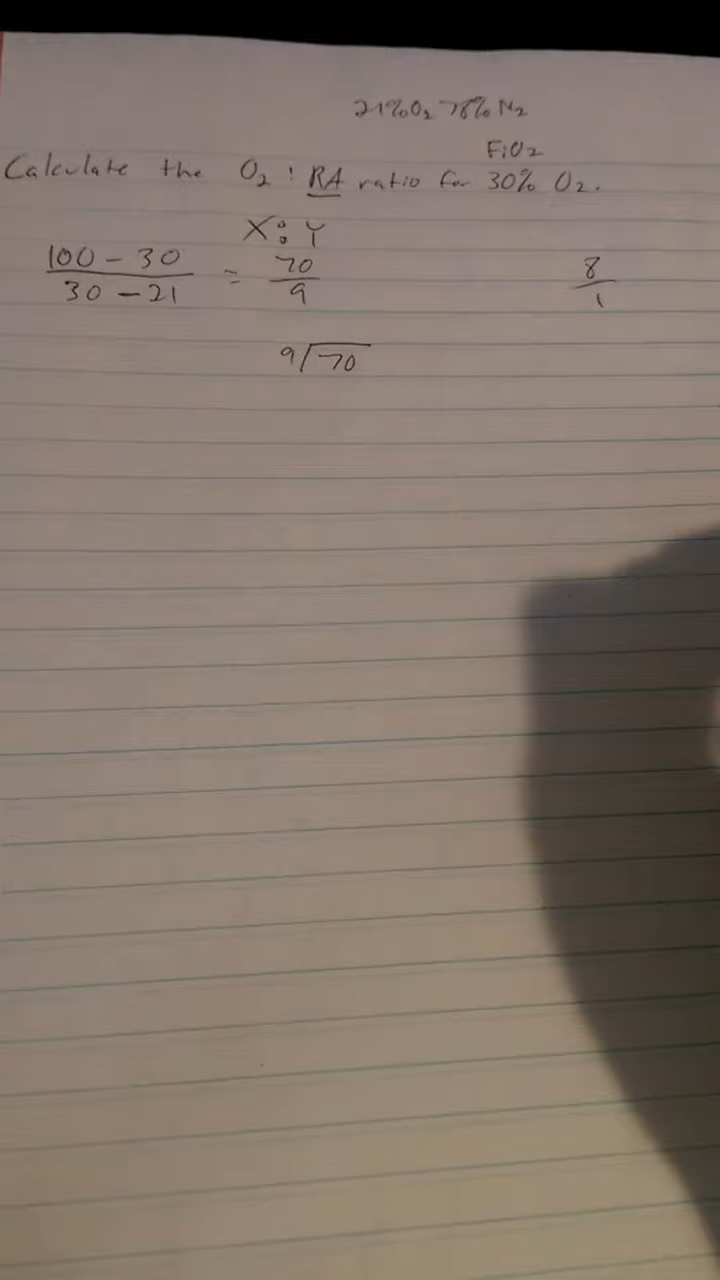 21%O₂ 78% N₂
FiO₂
Calculate the O₂ : RA ratio for 30% O₂.
X : Y
100 - 30 / 30 - 21 = 70 / 9
8 / 1
9√70